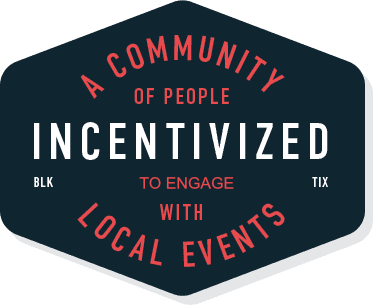 A COMMUNITY
OF PEOPLE
INCENTIVIZED
BLK TO ENGAGE TIX
WITH
LOCAL EVENTS